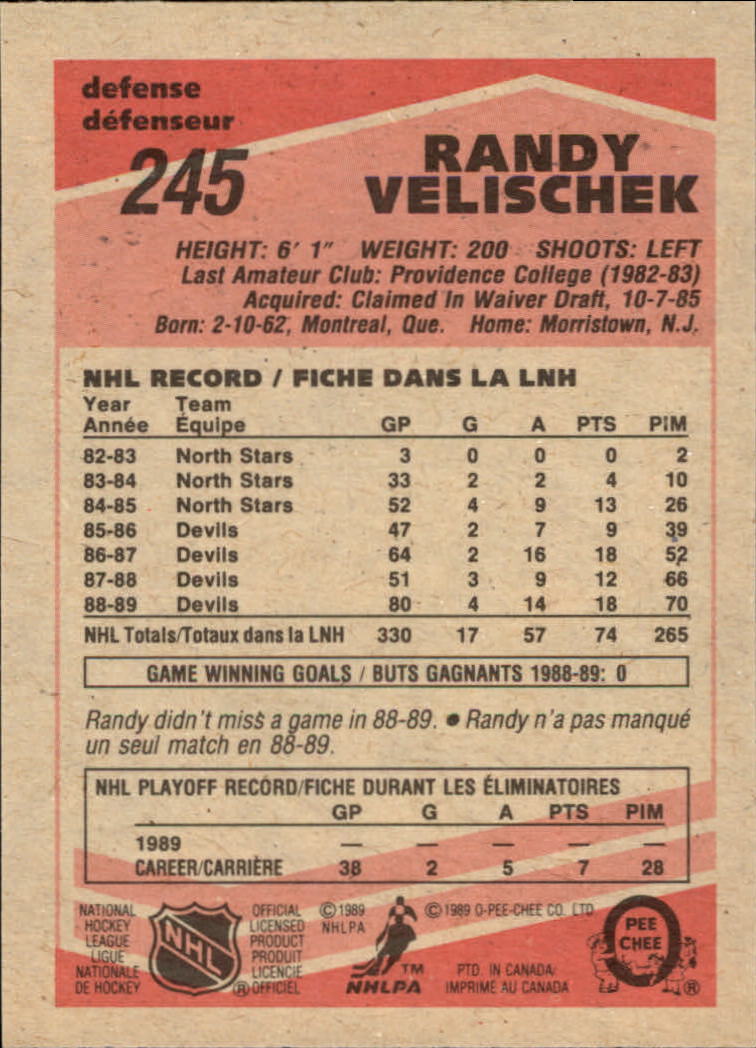 defense
défenseur
245
RANDY
VELISCHEK
HEIGHT: 6' 1" WEIGHT: 200 SHOOTS: LEFT
Last Amateur Club: Providence College (1982-83)
Acquired: Claimed In Waiver Draft, 10-7-85
Born: 2-10-62, Montreal, Que. Home: Morristown, N.J.
NHL RECORD / FICHE DANS LA LNH
Year Team
Année Équipe GP G A PTS PIM
82-83 North Stars 3 0 0 0 2
83-84 North Stars 33 2 2 4 10
84-85 North Stars 52 4 9 13 26
85-86 Devils 47 2 7 9 39
86-87 Devils 64 2 16 18 52
87-88 Devils 51 3 9 12 66
88-89 Devils 80 4 14 18 70
NHL Totals/Totaux dans la LNH 330 17 57 74 265
GAME WINNING GOALS / BUTS GAGNANTS 1988-89: 0
Randy didn't miss a game in 88-89. ● Randy n'a pas manqué
un seul match en 88-89.
NHL PLAYOFF RECORD/FICHE DURANT LES ÉLIMINATOIRES
GP G A PTS PIM
1989 — — — — —
CAREER/CARRIÈRE 38 2 5 7 28
NATIONAL
HOCKEY
LEAGUE
LIGUE
NATIONALE
DE HOCKEY
NHL
OFFICIAL
LICENSED
PRODUCT
PRODUIT
LICENCIE
® OFFICIEL
© 1989
NHLPA
TM
NHLPA
© 1989 O-PEE-CHEE CO. LTD
PTD. IN CANADA
IMPRIMÉ AU CANADA
O
PEE
CHEE
®